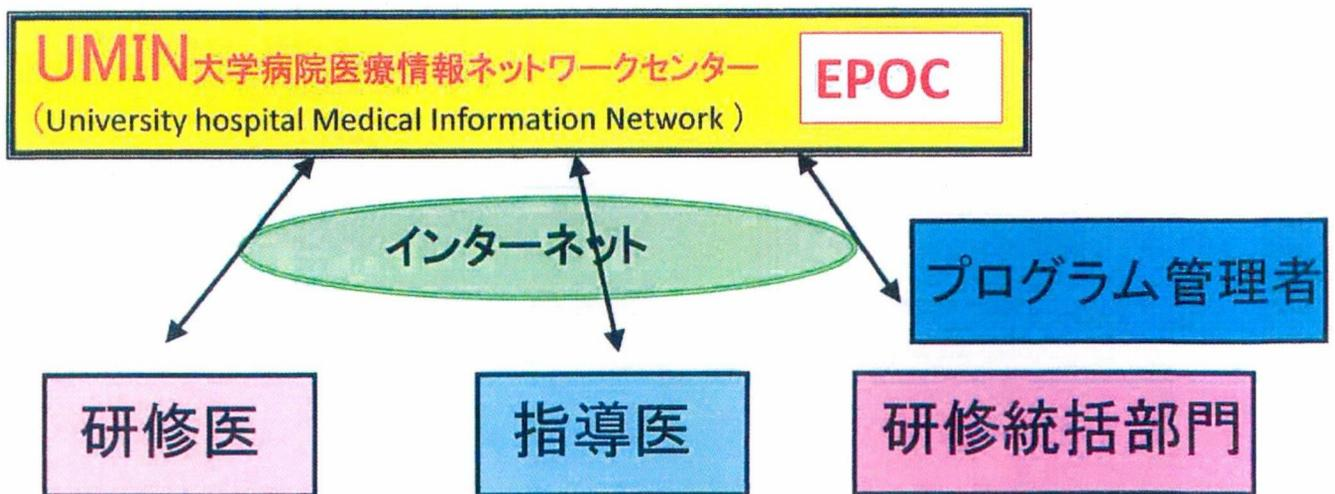 UMIN大学病院医療情報ネットワークセンター
EPOC
(University hospital Medical Information Network )
インターネット
プログラム管理者
研修医
指導医
研修統括部門